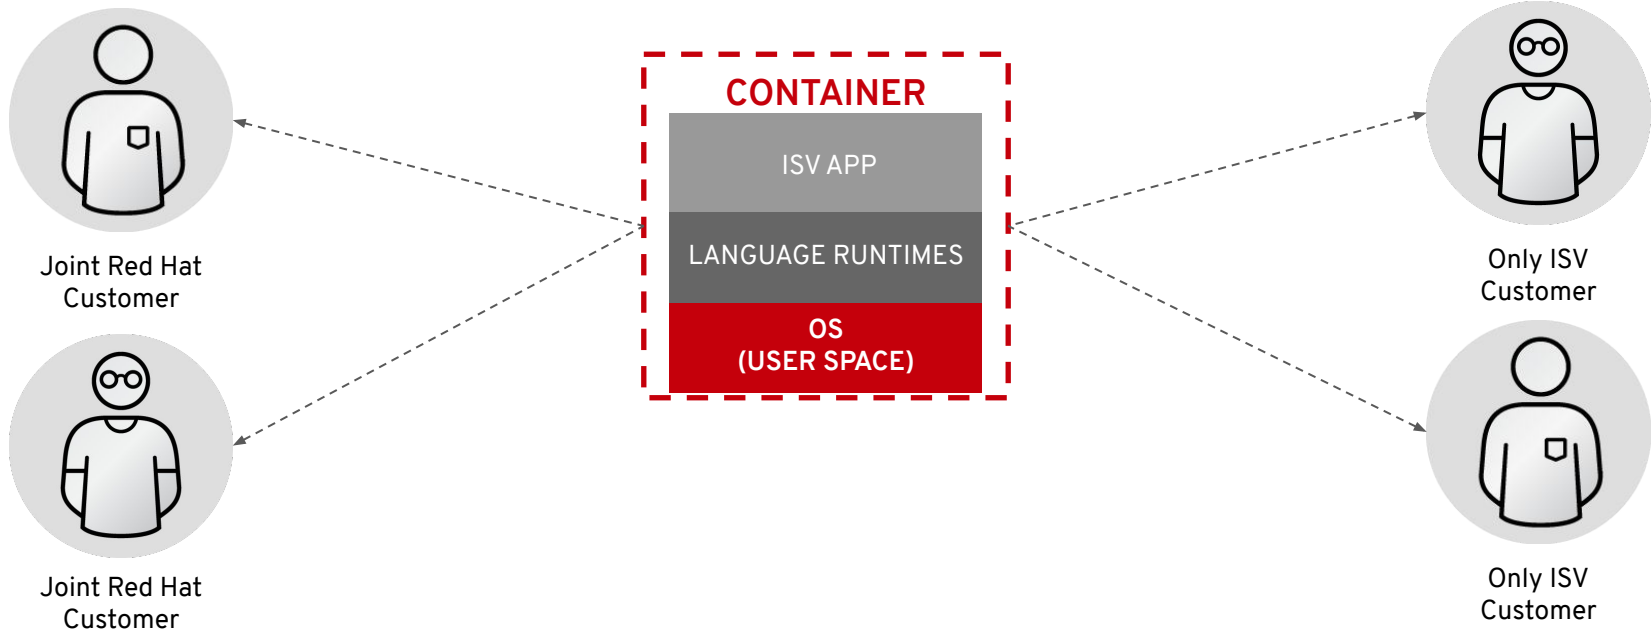 CONTAINER
ISV APP
LANGUAGE RUNTIMES
OS
(USER SPACE)
Joint Red Hat
Customer
Joint Red Hat
Customer
Only ISV
Customer
Only ISV
Customer